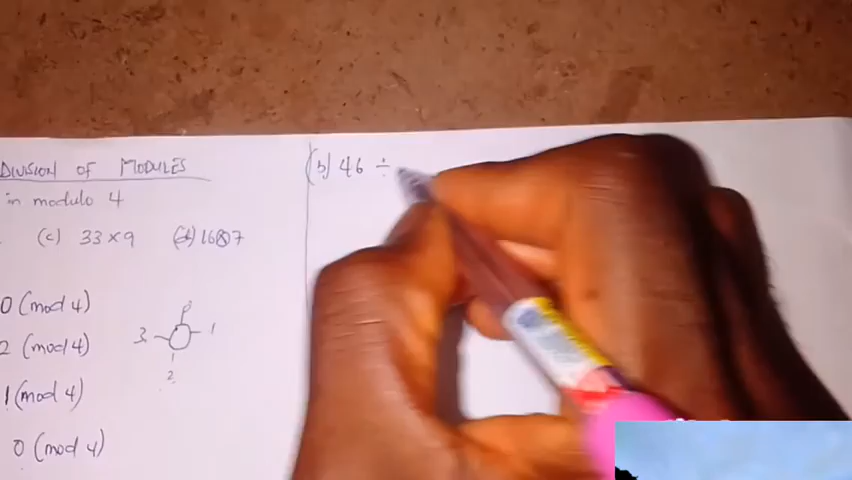 DIVISION OF MODULES
in modulo 4
(c) 33 × 9 (d) 16⊗7
0 (mod 4)
2 (mod 4)
1 (mod 4)
0 (mod 4)
0
3 1
2
(b) 46 ÷